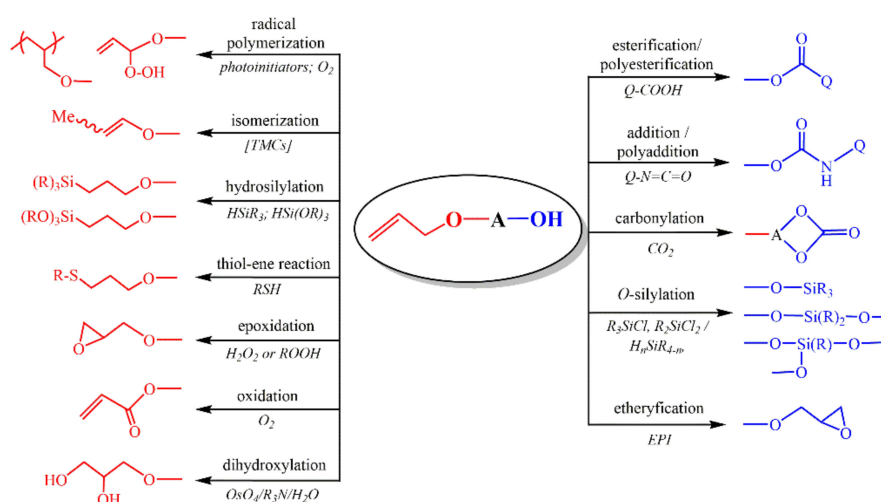 radical
polymerization
photoinitiators; O2
O O-OH O
isomerization
[TMCs]
Me O
hydrosilylation
HSiR3; HSi(OR)3
(R)3Si O
(RO)3Si O
thiol-ene reaction
RSH
R-S O
epoxidation
H2O2 or ROOH
O O
oxidation
O2
O O
dihydroxylation
OsO4/R3N/H2O
HO OH O
O A OH
esterification/
polyesterification
Q-COOH
O O Q
addition /
polyaddition
Q-N=C=O
O O N H Q
carbonylation
CO2
A O O O
O-silylation
R3SiCl, R2SiCl2 /
HnSiR4-n
O SiR3
O Si(R)2 O
O Si(R) O
O
etheryfication
EPI
O O